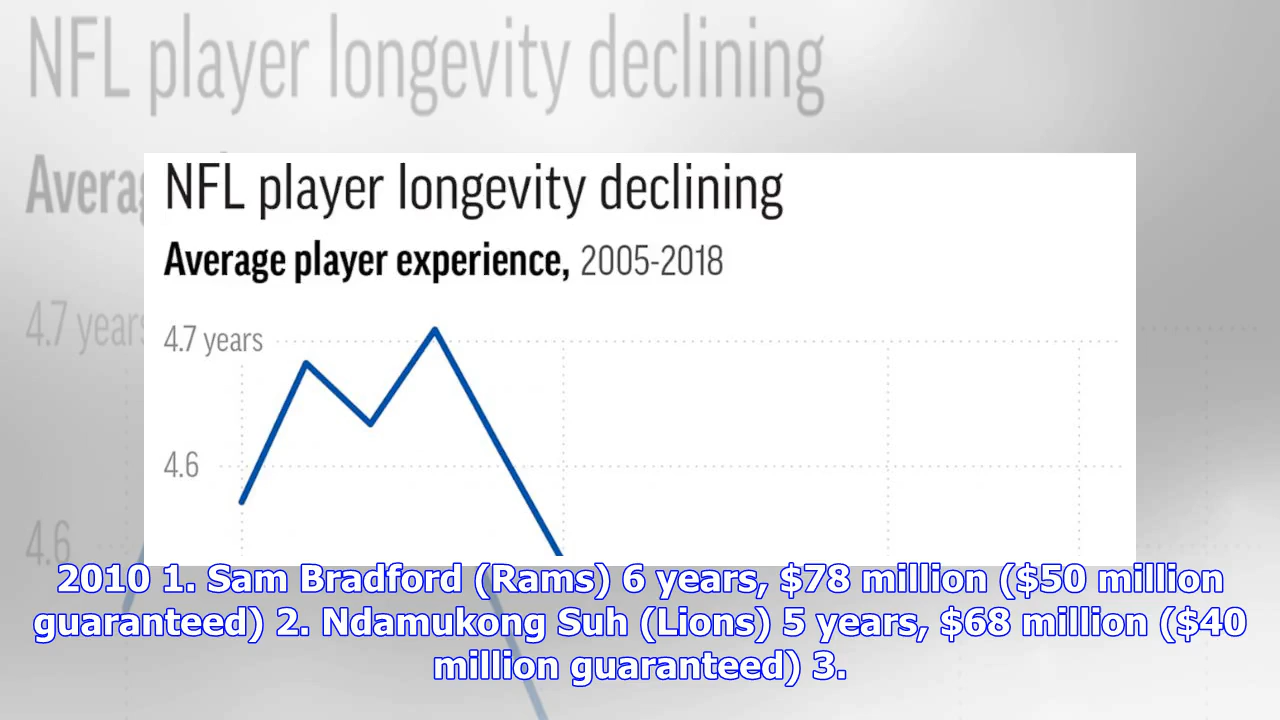 NFL player longevity declining
Avera
4.7 years
4.6
NFL player longevity declining
Average player experience, 2005-2018
4.7 years
4.6
2010 1. Sam Bradford (Rams) 6 years, $78 million ($50 million
guaranteed) 2. Ndamukong Suh (Lions) 5 years, $68 million ($40
million guaranteed) 3.